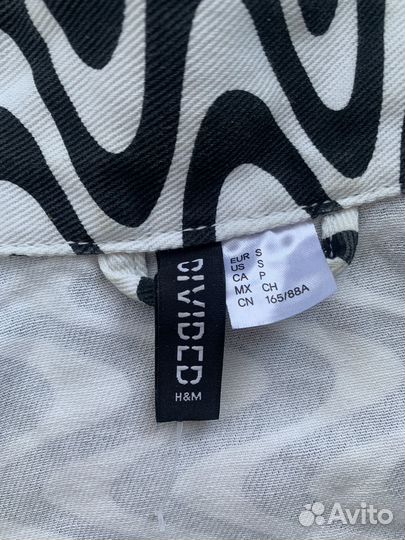 DIVIDED
H&M
EUR S
US S
CA P
MX CH
CN 165/88A
Avito